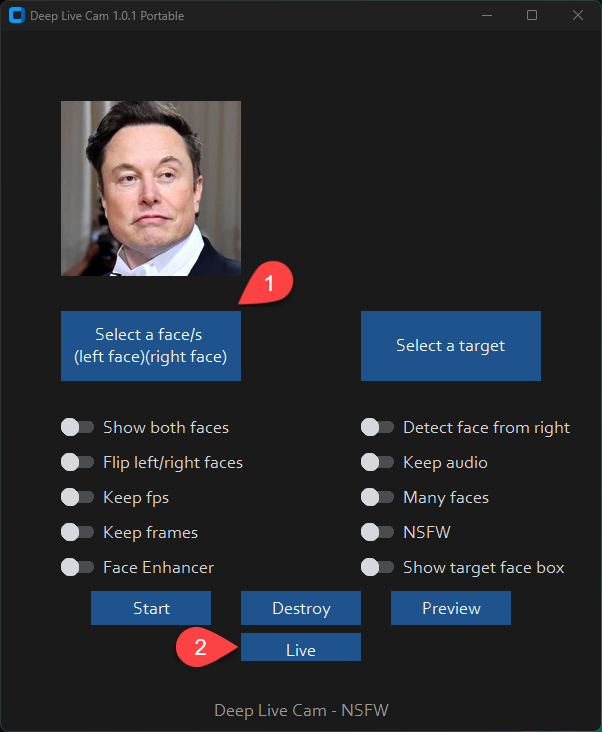 Deep Live Cam 1.0.1 Portable
1
Select a face/s
(left face)(right face)
Select a target
Show both faces
Detect face from right
Flip left/right faces
Keep audio
Keep fps
Many faces
Keep frames
NSFW
Face Enhancer
Show target face box
Start
Destroy
Preview
2
Live
Deep Live Cam - NSFW